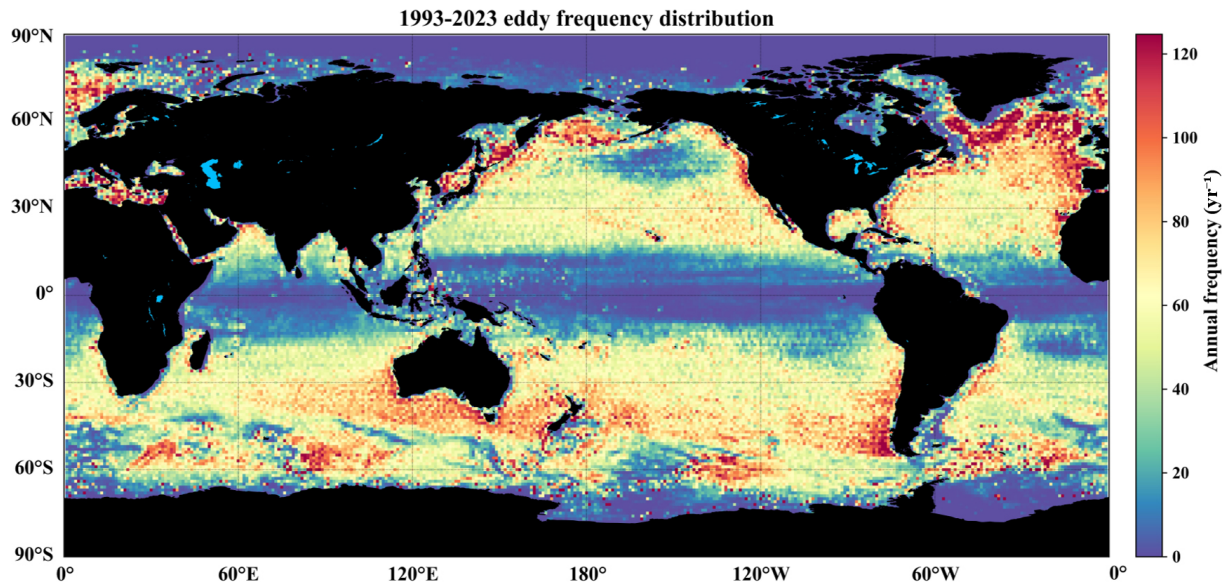 1993-2023 eddy frequency distribution
90°N
60°N
30°N
0°
30°S
60°S
90°S
0°
60°E
120°E
180°
120°W
60°W
0°
120
100
80
60
40
20
0
Annual frequency (yr⁻¹)